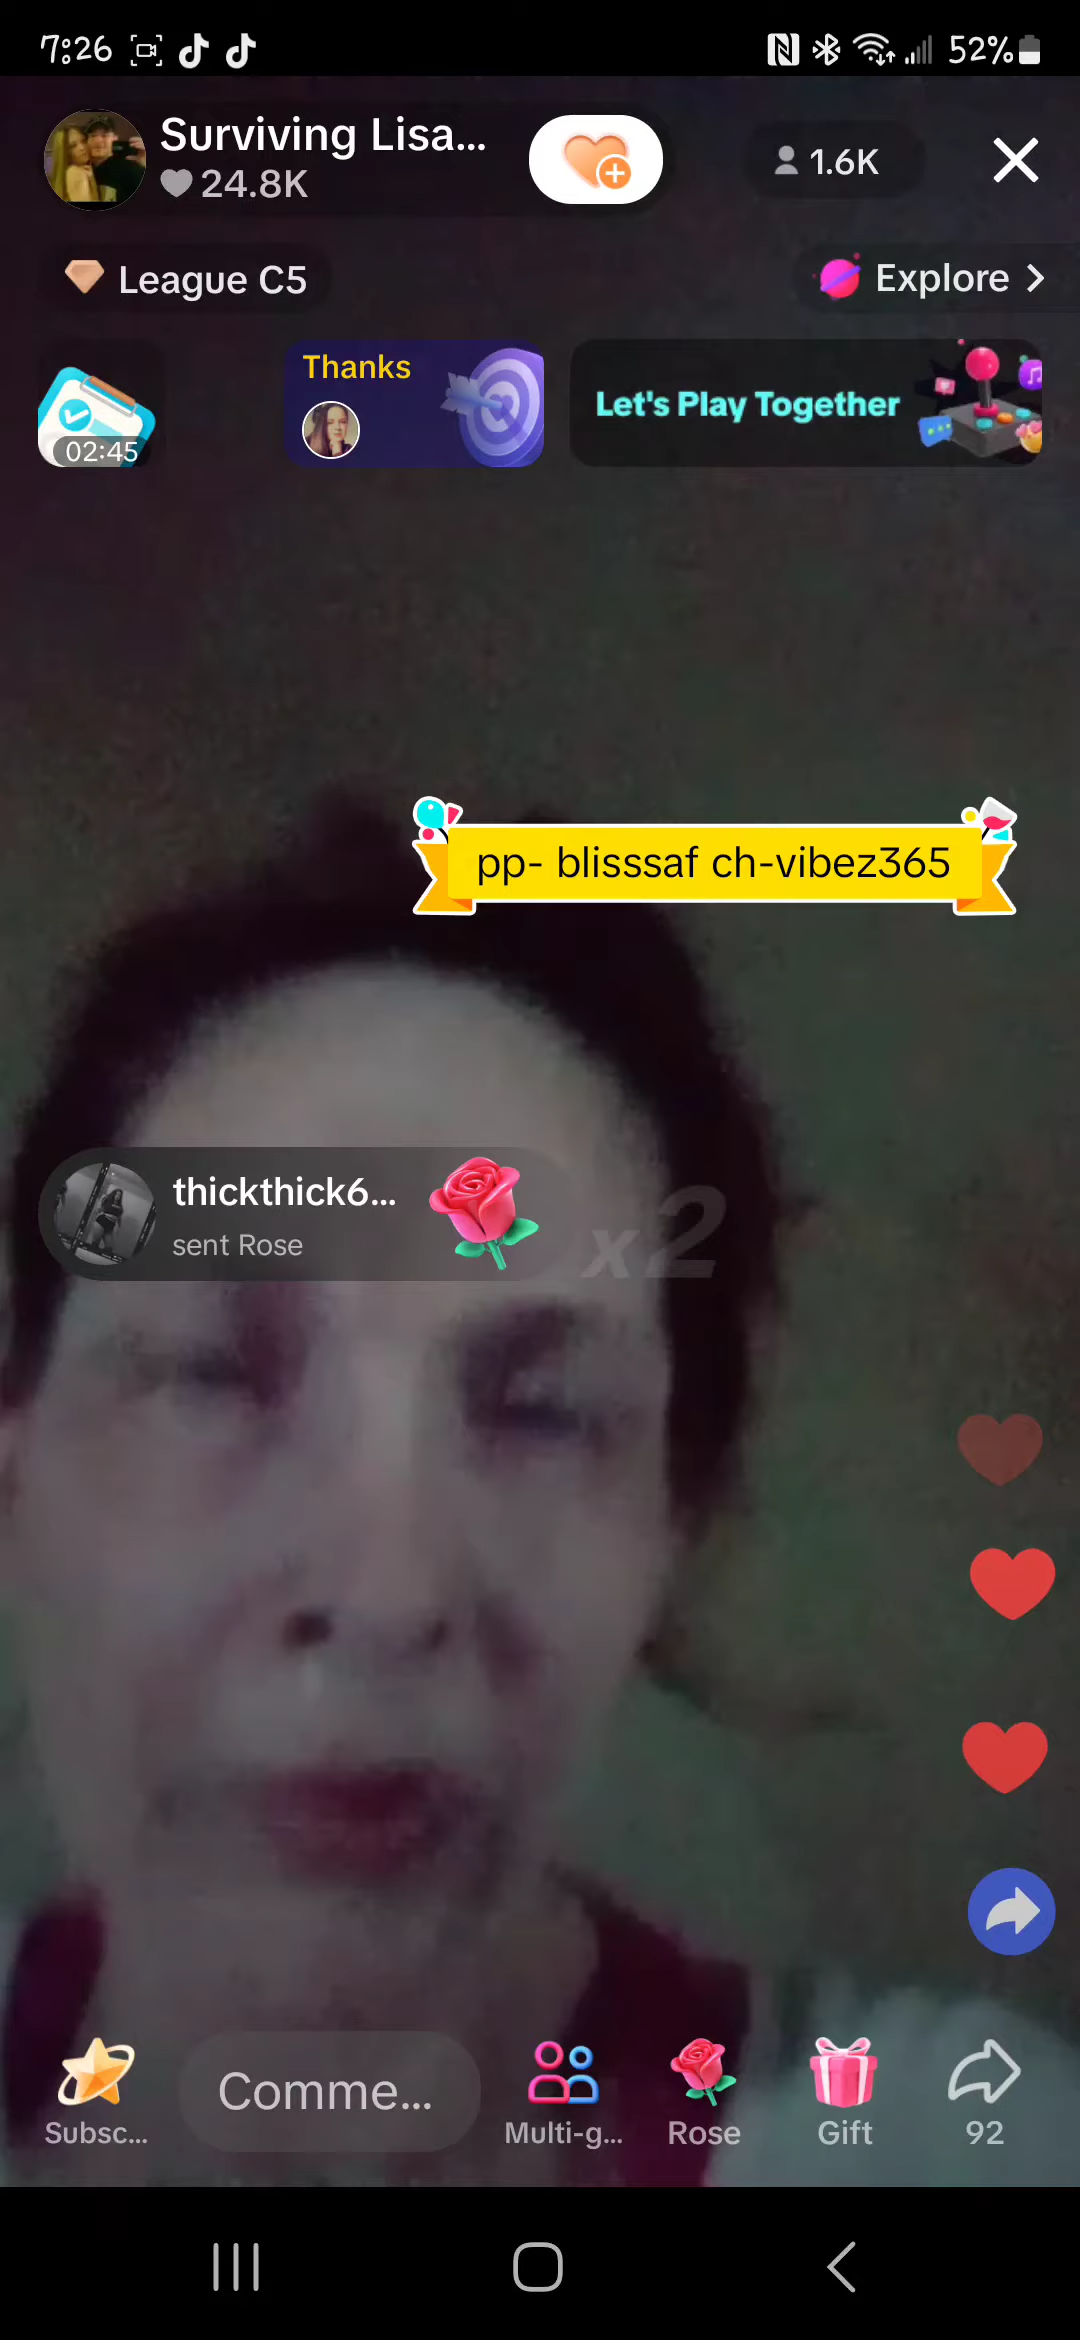 7:26
52%
Surviving Lisa...
24.8K
1.6K
League C5
Explore
Thanks
02:45
Let's Play Together
pp- blisssaf ch-vibez365
thickthick6...
sent Rose
x2
Comme...
Subsc...
Multi-g...
Rose
Gift
92